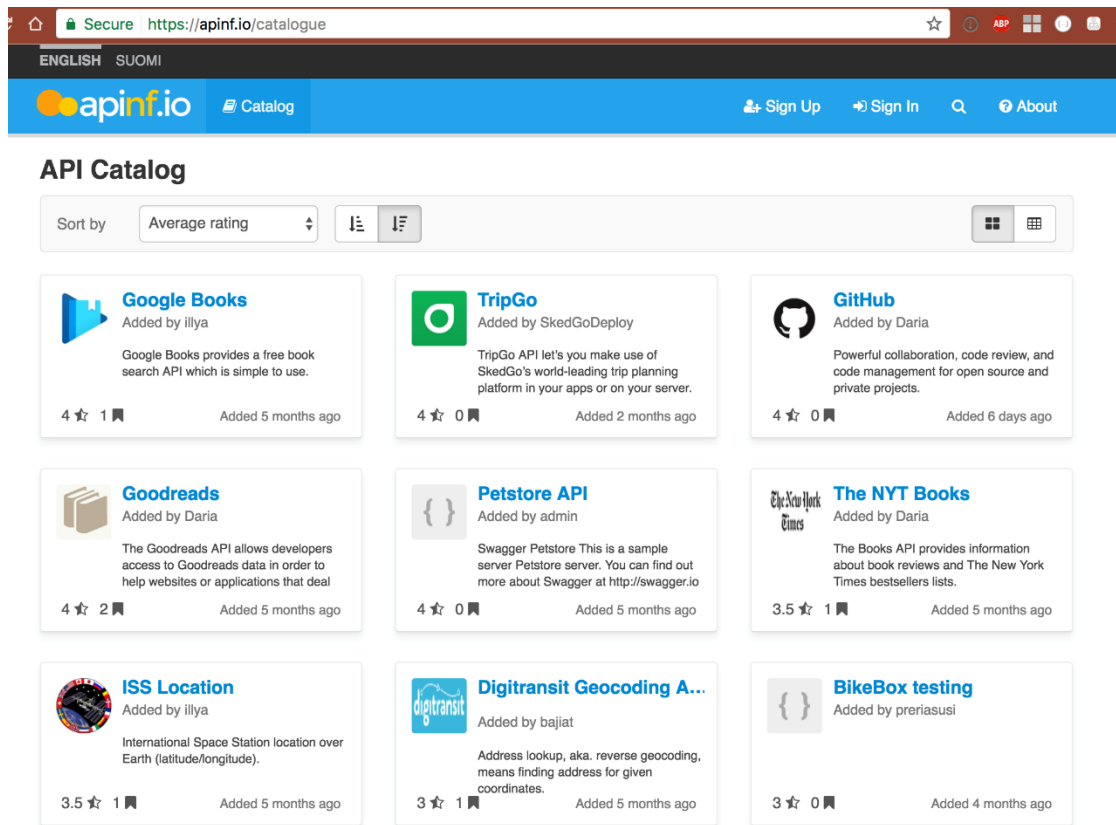 Secure https://apinf.io/catalogue
ABP
ENGLISH SUOMI
apinf.io Catalog Sign Up Sign In About
API Catalog
Sort by Average rating
Google Books
Added by illya
Google Books provides a free book
search API which is simple to use.
4 1 Added 5 months ago
TripGo
Added by SkedGoDeploy
TripGo API let's you make use of
SkedGo's world-leading trip planning
platform in your apps or on your server.
4 0 Added 2 months ago
GitHub
Added by Daria
Powerful collaboration, code review, and
code management for open source and
private projects.
4 0 Added 6 days ago
Goodreads
Added by Daria
The Goodreads API allows developers
access to Goodreads data in order to
help websites or applications that deal
4 2 Added 5 months ago
{ }
Petstore API
Added by admin
Swagger Petstore This is a sample
server Petstore server. You can find out
more about Swagger at http://swagger.io
4 0 Added 5 months ago
The New York
Times
The NYT Books
Added by Daria
The Books API provides information
about book reviews and The New York
Times bestsellers lists.
3.5 1 Added 5 months ago
ISS Location
Added by illya
International Space Station location over
Earth (latitude/longitude).
3.5 1 Added 5 months ago
digitransit
Digitransit Geocoding A...
Added by bajiat
Address lookup, aka. reverse geocoding,
means finding address for given
coordinates.
3 1 Added 5 months ago
{ }
BikeBox testing
Added by preriasusi
3 0 Added 4 months ago